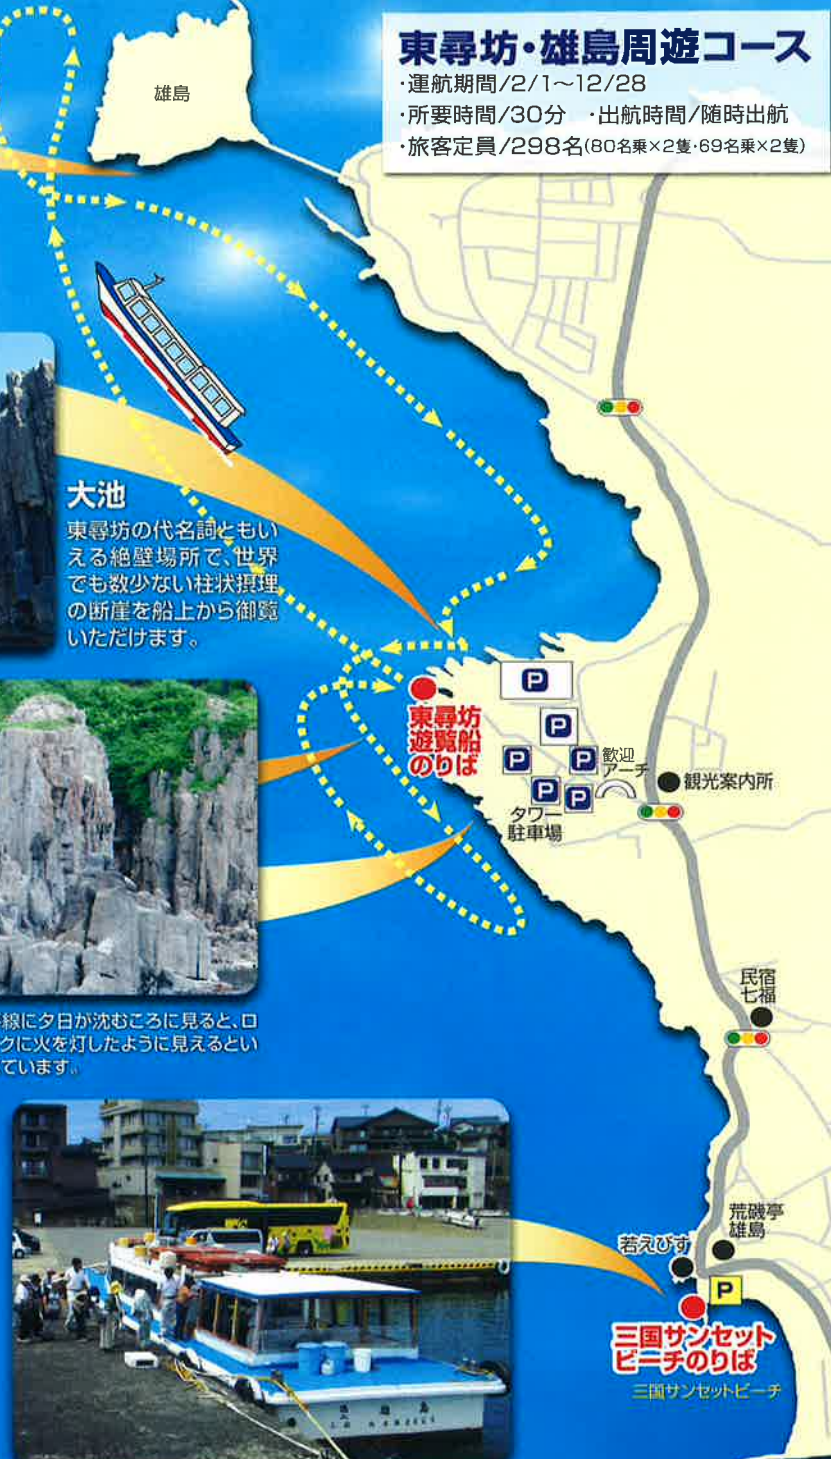 東尋坊・雄島周遊コース
・運航期間/2/1～12/28
・所要時間/30分　・出航時間/随時出航
・旅客定員/298名(80名乗×2隻・69名乗×2隻)
雄島
大池
東尋坊の代名詞ともい
える絶壁場所で、世界
でも数少ない柱状摂理
の断崖を船上から御覧
いただけます。
P
P
P
P
P
P
東尋坊
遊覧船
のりば
歓迎
アーチ
観光案内所
タワー
駐車場
民宿
七福
線に夕日が沈むころに見ると、ロ
クに火を灯したように見えるとい
ています。
荒磯亭
雄島
若えびす
P
三国サンセット
ビーチのりば
三国サンセットビーチ
雄島